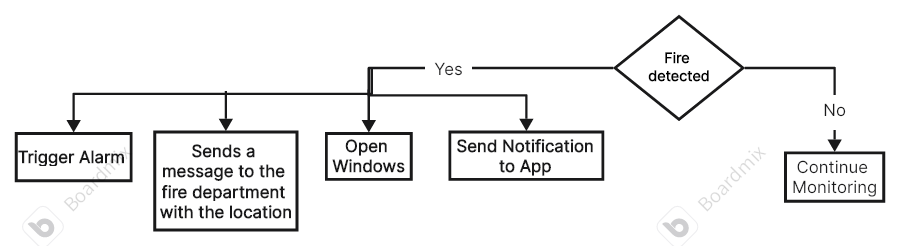 Fire
detected
Yes
No
Trigger Alarm
Sends a
message to the
fire department
with the location
Open
Windows
Send Notification
to App
Continue
Monitoring
Boardmix
Boardmix